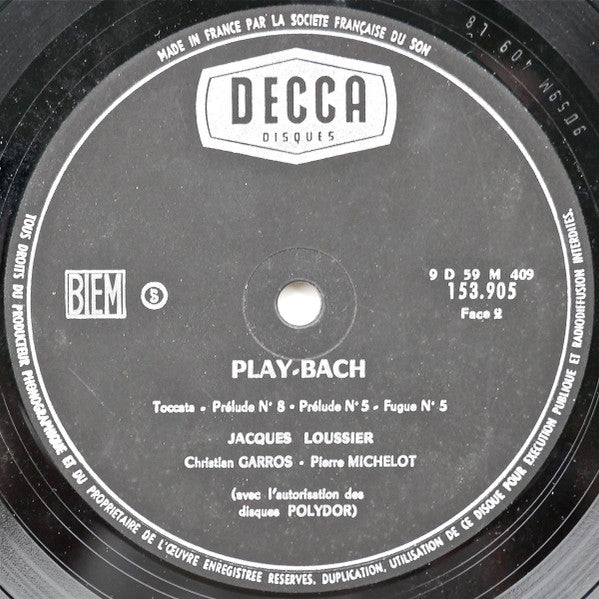 MADE IN FRANCE PAR LA SOCIETE FRANÇAISE DU SON
DECCA
DISQUES
9D59M 409 L8
BIEM
S
9 D 59 M 409
153.905
Face 2
PLAY-BACH
Toccata - Prélude N° 8 - Prélude N° 5 - Fugue N° 5
JACQUES LOUSSIER
Christian GARROS - Pierre MICHELOT
(avec l'autorisation des
disques POLYDOR)
TOUS DROITS DU PRODUCTEUR PHONOGRAPHIQUE ET DU PROPRIETAIRE DE L'ŒUVRE ENREGISTREE RESERVES. DUPLICATION, UTILISATION DE CE DISQUE POUR EXECUTION PUBLIQUE ET RADIODIFFUSION INTERDITES.